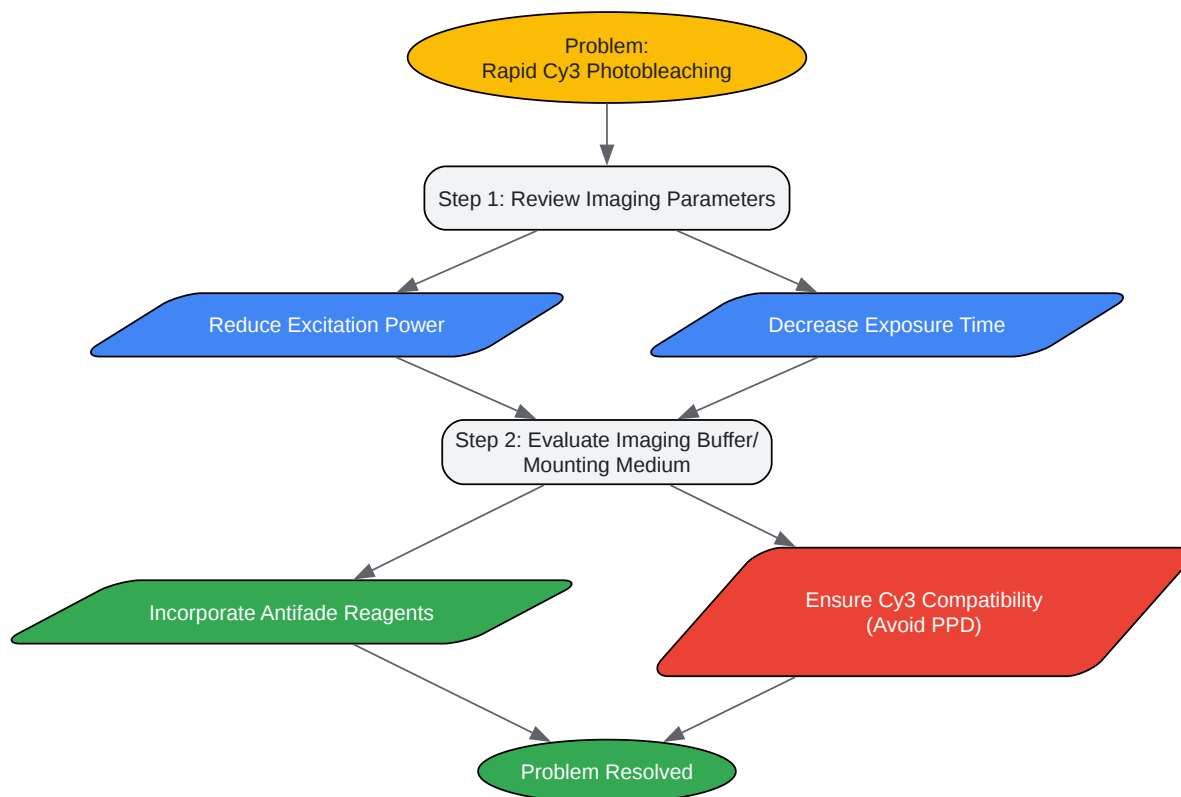 Problem:
Rapid Cy3 Photobleaching
Step 1: Review Imaging Parameters
Reduce Excitation Power
Decrease Exposure Time
Step 2: Evaluate Imaging Buffer/
Mounting Medium
Incorporate Antifade Reagents
Ensure Cy3 Compatibility
(Avoid PPD)
Problem Resolved